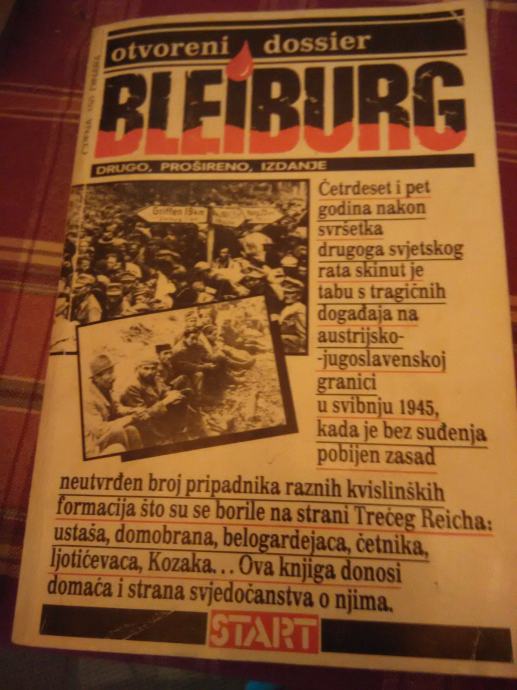 otvoreni dossier
BLEIBURG
DRUGO, PROŠIRENO, IZDANJE
Griffen 19 km
Četrdeset i pet
godina nakon
svršetka
drugoga svjetskog
rata skinut je
tabu s tragičnih
događaja na
austrijsko-
-jugoslavenskoj
granici
u svibnju 1945,
kada je bez suđenja
pobijen zasad
neutvrđen broj pripadnika raznih kvislinških
formacija što su se borile na strani Trećeg Reicha:
ustaša, domobrana, belogardejaca, četnika,
ljotićevaca, Kozaka... Ova knjiga donosi
domaća i strana svjedočanstva o njima.
START